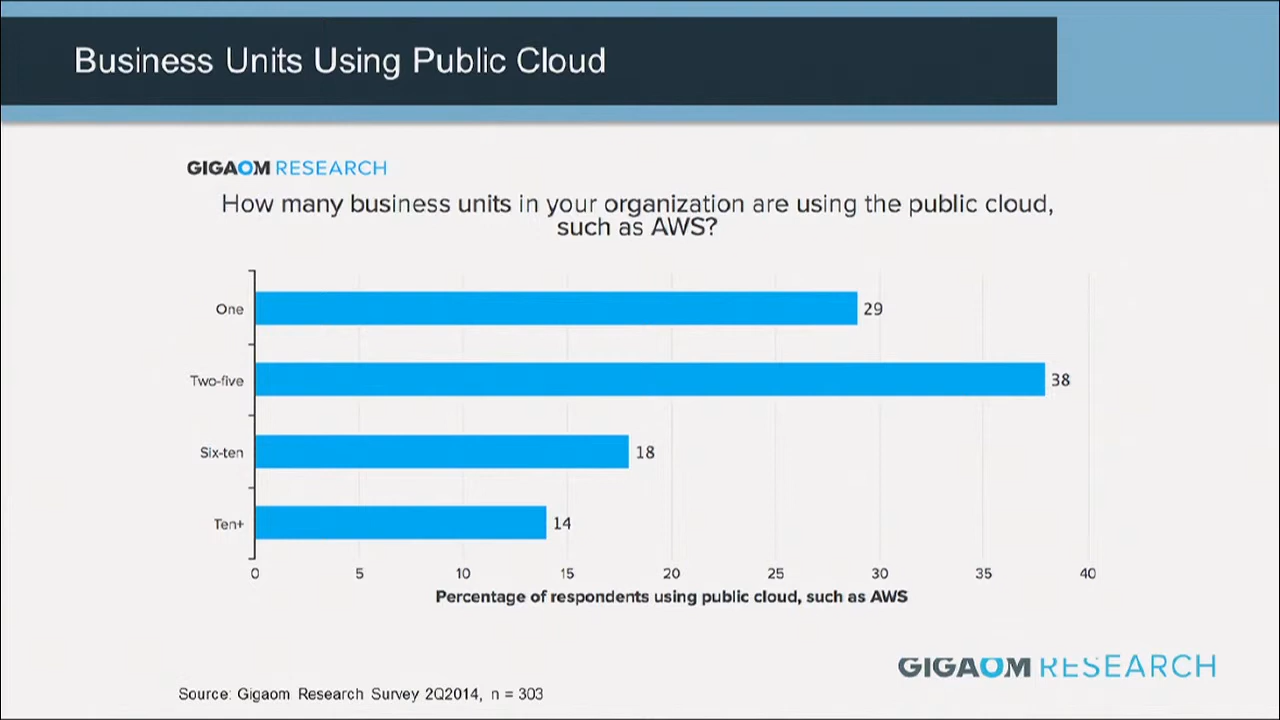 Business Units Using Public Cloud
GIGAOM RESEARCH
How many business units in your organization are using the public cloud,
such as AWS?
One
29
Two-five
38
Six-ten
18
Ten+
14
0 5 10 15 20 25 30 35 40
Percentage of respondents using public cloud, such as AWS
GIGAOM RESEARCH
Source: Gigaom Research Survey 2Q2014, n = 303